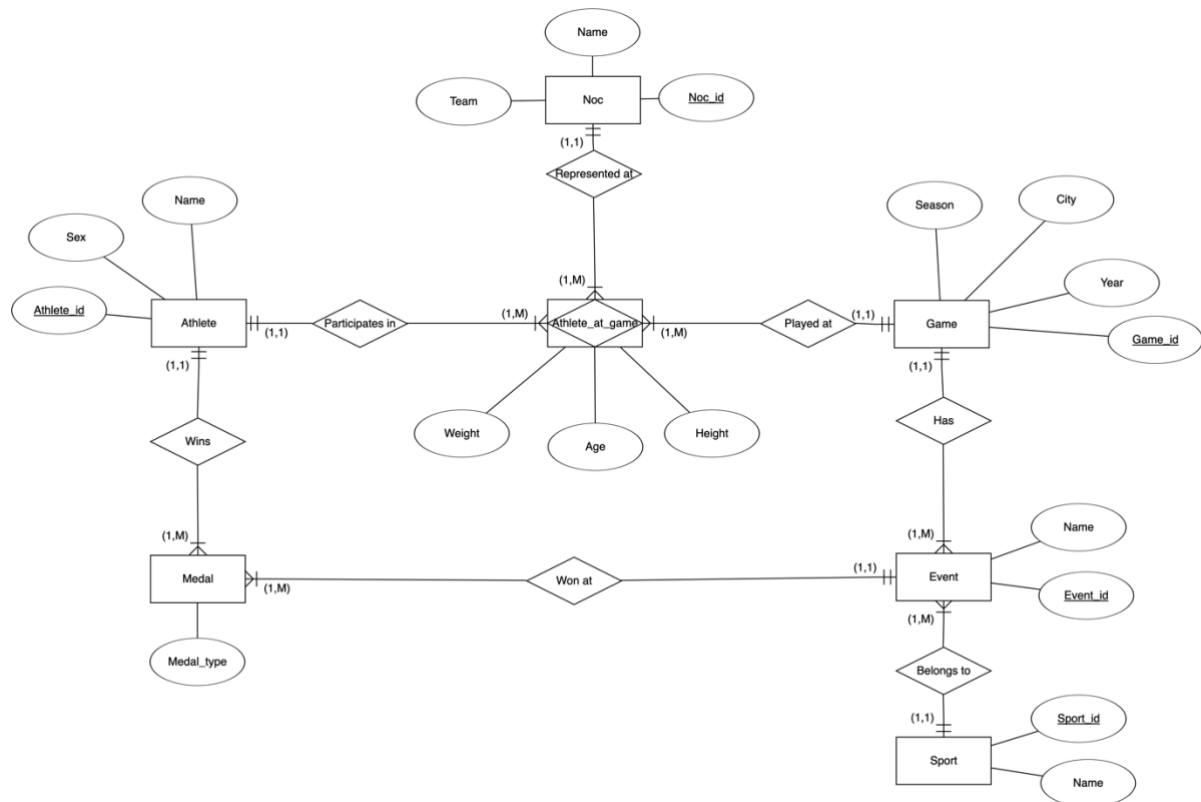 Name
Noc
Team
Noc_id
(1,1)
Represented at
Name
Season
City
Sex
Year
Athlete_id
Athlete
(1,1)
Participates in
(1,M)
(1,M)
Athlete_at_game
(1,M)
Played at
(1,1)
Game
Game_id
(1,1)
(1,1)
Weight
Age
Height
Wins
Has
(1,M)
Medal
(1,M)
Won at
(1,1)
(1,M)
Event
Name
Event_id
(1,M)
Medal_type
Belongs to
(1,1)
Sport
Sport_id
Name